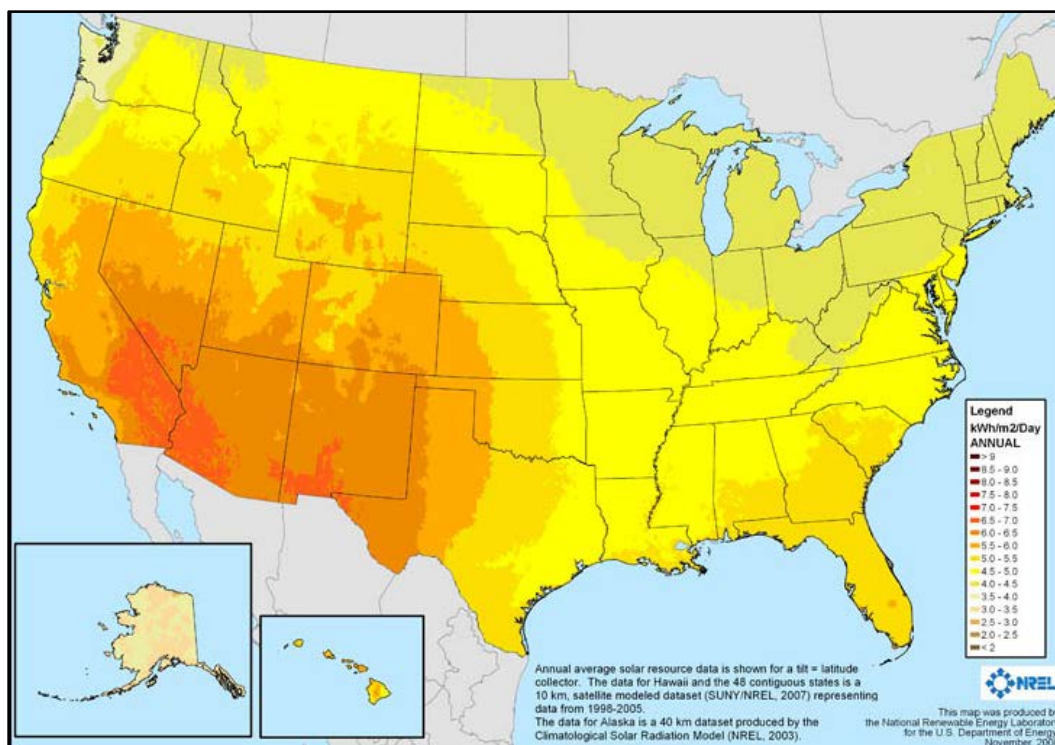 Legend
kWh/m2/Day
ANNUAL
> 9
8.5 - 9.0
8.0 - 8.5
7.5 - 8.0
7.0 - 7.5
6.5 - 7.0
6.0 - 6.5
5.5 - 6.0
5.0 - 5.5
4.5 - 5.0
4.0 - 4.5
3.5 - 4.0
3.0 - 3.5
2.5 - 3.0
2.0 - 2.5
< 2
Annual average solar resource data is shown for a tilt = latitude
collector. The data for Hawaii and the 48 contiguous states is a
10 km, satellite modeled dataset (SUNY/NREL, 2007) representing
data from 1998-2005.
The data for Alaska is a 40 km dataset produced by the
Climatological Solar Radiation Model (NREL, 2003).
NREL
This map was produced by
the National Renewable Energy Laborator
for the U.S. Department of Energy
November, 200